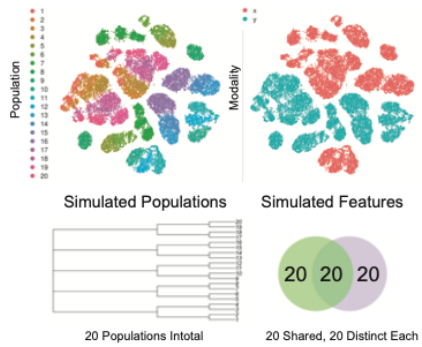 Population
1
2
3
4
5
6
7
8
9
10
11
12
13
14
15
16
17
18
19
20
Modality
x
y
Simulated Populations
Simulated Features
20 20 20
20 Populations Intotal
20 Shared, 20 Distinct Each